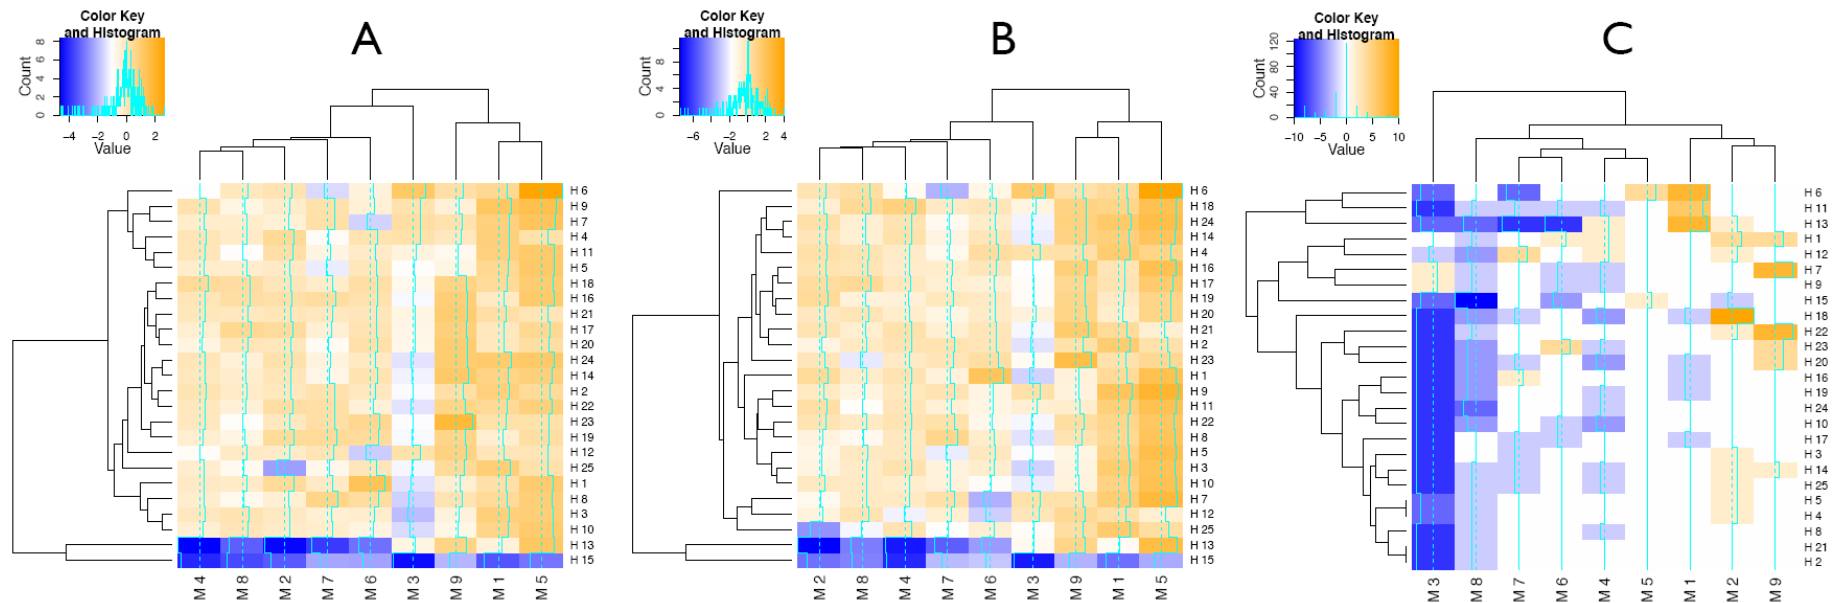 Color Key
and Histogram
Count
8
6
4
2
0
-4 -2 0 2
Value
A
H 6
H 9
H 7
H 4
H 11
H 5
H 18
H 16
H 21
H 17
H 20
H 24
H 14
H 2
H 22
H 23
H 19
H 12
H 25
H 1
H 8
H 3
H 10
H 13
H 15
M 4 M 8 M 2 M 7 M 6 M 3 M 9 M 1 M 5
Color Key
and Histogram
Count
8
4
0
-6 -2 0 2 4
Value
B
H 6
H 18
H 24
H 14
H 4
H 16
H 17
H 19
H 20
H 21
H 2
H 23
H 1
H 9
H 11
H 22
H 8
H 5
H 3
H 10
H 7
H 12
H 25
H 13
H 15
M 2 M 8 M 4 M 7 M 6 M 3 M 9 M 1 M 5
Color Key
and Histogram
Count
120
80
40
0
-10 -5 0 5 10
Value
C
H 6
H 11
H 13
H 1
H 12
H 7
H 9
H 15
H 18
H 22
H 23
H 20
H 16
H 19
H 24
H 10
H 17
H 3
H 14
H 25
H 5
H 4
H 8
H 21
H 2
M 3 M 8 M 7 M 6 M 4 M 5 M 1 M 2 M 9